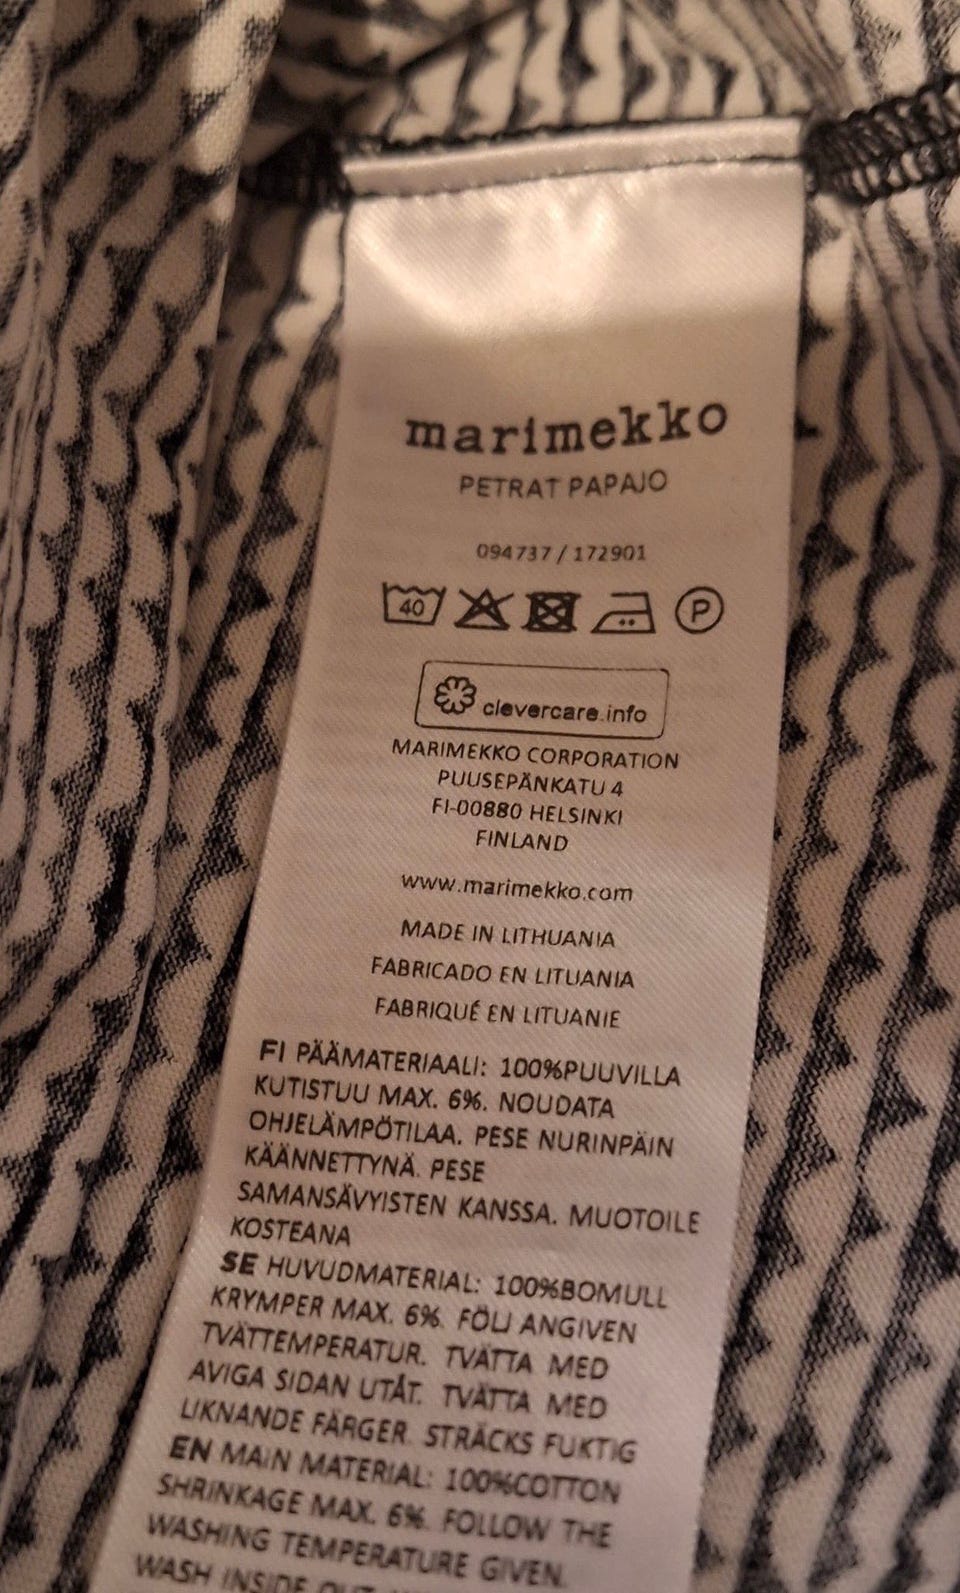 marimekko
PETRAT PAPAJO
094737 / 172901
40 P
clevercare.info
MARIMEKKO CORPORATION
PUUSEPÄNKATU 4
FI-00880 HELSINKI
FINLAND
www.marimekko.com
MADE IN LITHUANIA
FABRICADO EN LITUANIA
FABRIQUÉ EN LITUANIE
FI PÄÄMATERIAALI: 100%PUUVILLA
KUTISTUU MAX. 6%. NOUDATA
OHJELÄMPÖTILAA. PESE NURINPÄIN
KÄÄNNETTYNÄ. PESE
SAMANSÄVYISTEN KANSSA. MUOTOILE
KOSTEANA
SE HUVUDMATERIAL: 100%BOMULL
KRYMPER MAX. 6%. FÖLJ ANGIVEN
TVÄTTEMPERATUR. TVÄTTA MED
AVIGA SIDAN UTÅT. TVÄTTA MED
LIKNANDE FÄRGER. STRÄCKS FUKTIG
EN MAIN MATERIAL: 100%COTTON
SHRINKAGE MAX. 6%. FOLLOW THE
WASHING TEMPERATURE GIVEN.
WASH INSIDE OUT.